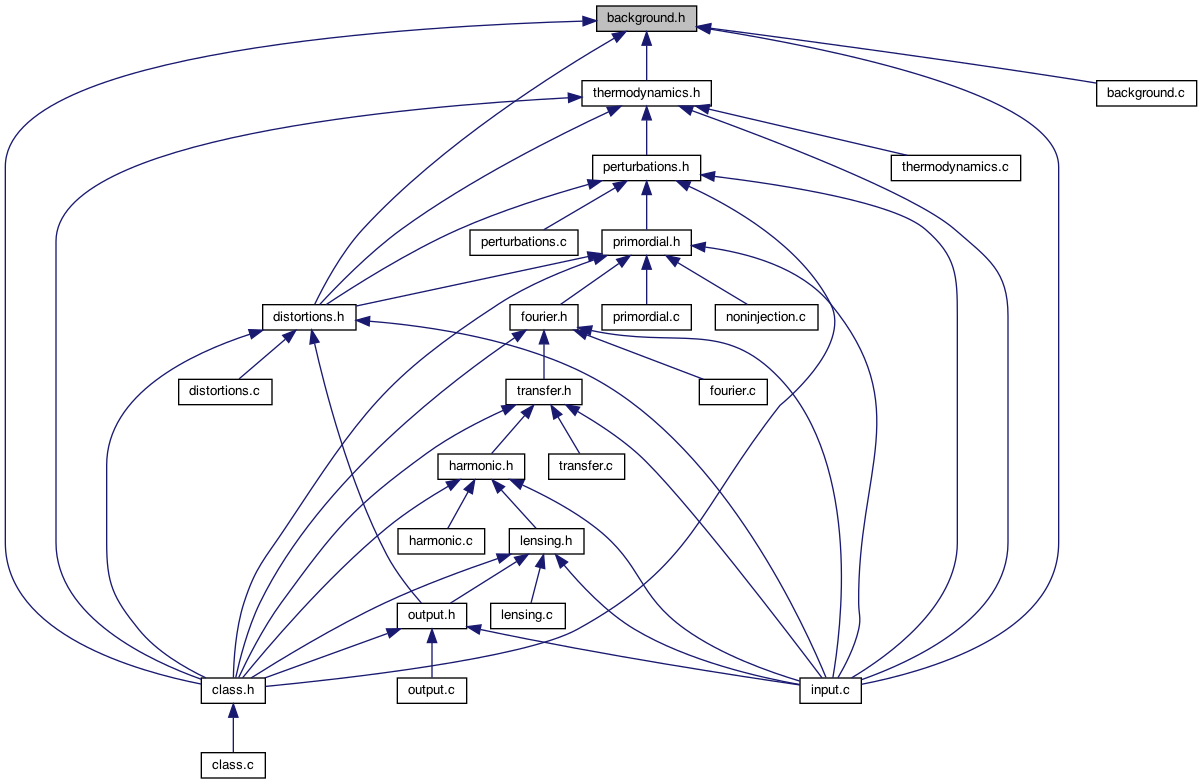 background.h
thermodynamics.h
background.c
perturbations.h
thermodynamics.c
perturbations.c
primordial.h
distortions.h
fourier.h
primordial.c
noninjection.c
distortions.c
transfer.h
fourier.c
harmonic.h
transfer.c
harmonic.c
lensing.h
output.h
lensing.c
class.h
output.c
input.c
class.c